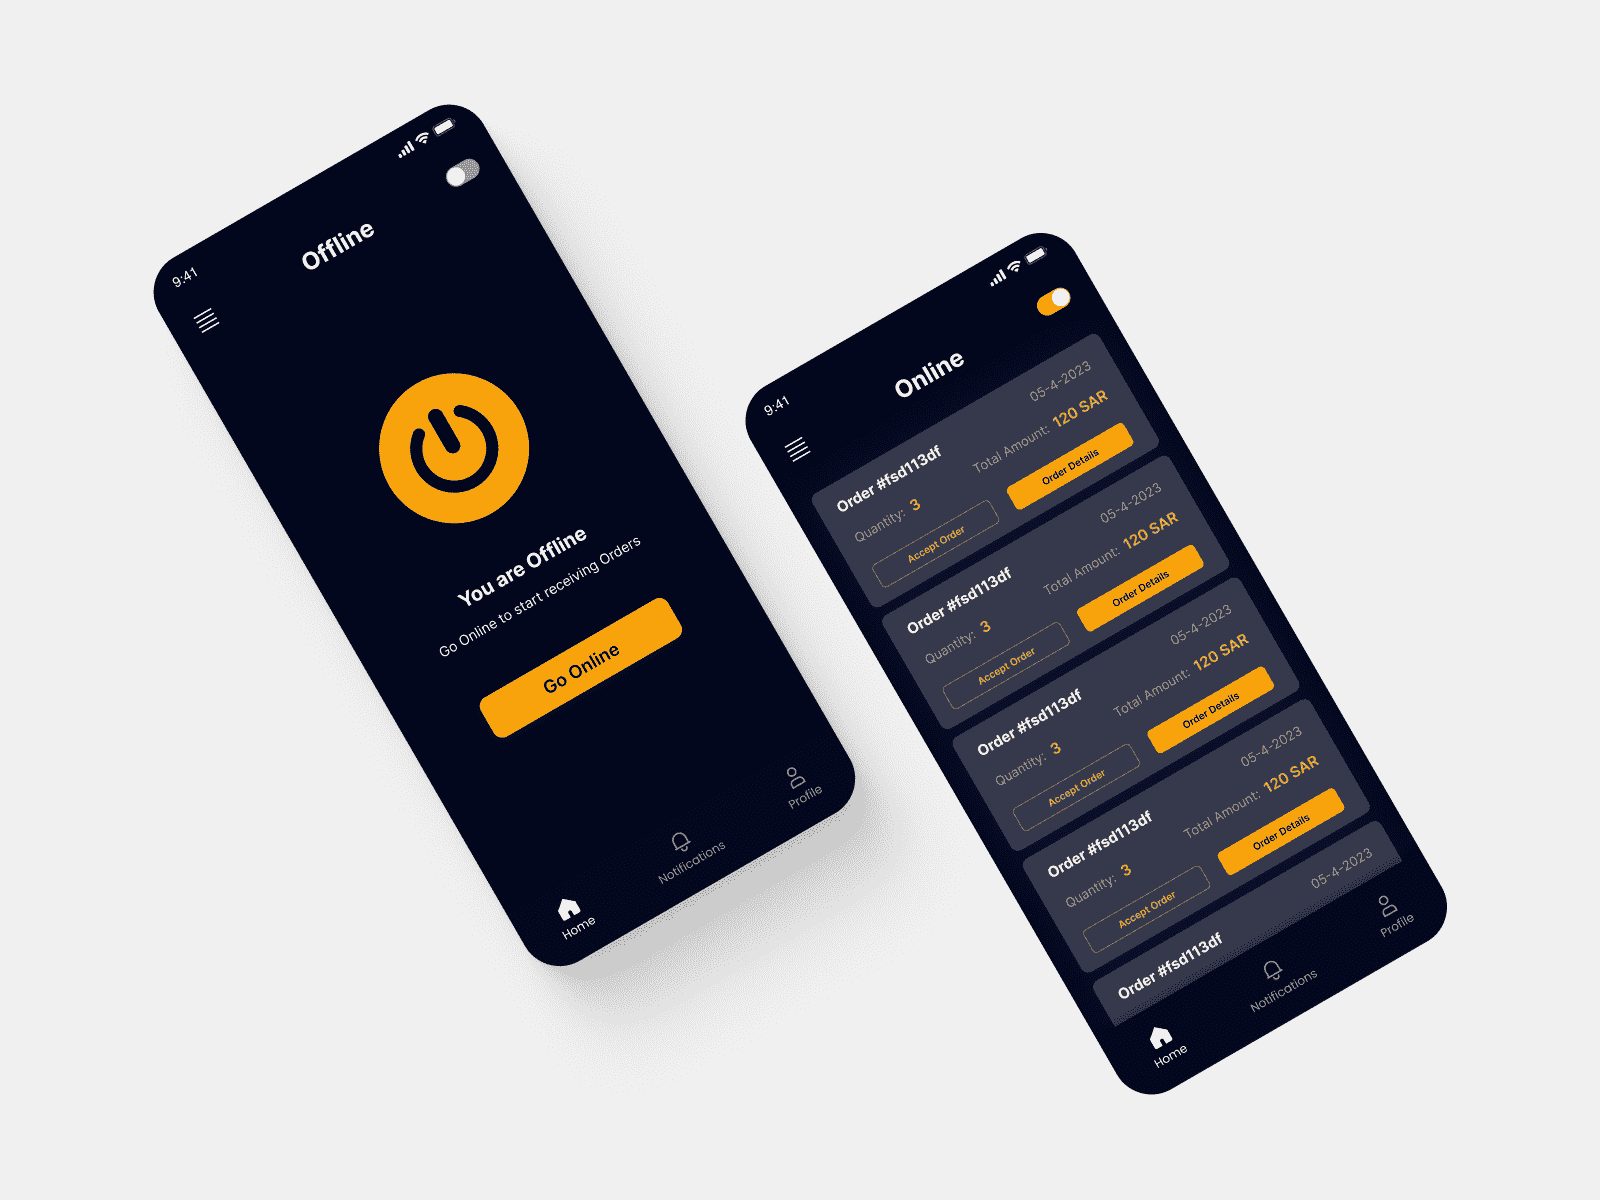 9:41
Offline
You are Offline
Go Online to start receiving Orders
Go Online
Home
Notifications
Profile
9:41
Online
Order #fsd113df
05-4-2023
Quantity: 3
Total Amount: 120 SAR
Accept Order
Order Details
Order #fsd113df
05-4-2023
Quantity: 3
Total Amount: 120 SAR
Accept Order
Order Details
Order #fsd113df
05-4-2023
Quantity: 3
Total Amount: 120 SAR
Accept Order
Order Details
Order #fsd113df
05-4-2023
Quantity: 3
Total Amount: 120 SAR
Accept Order
Order Details
Order #fsd113df
05-4-2023
Home
Notifications
Profile